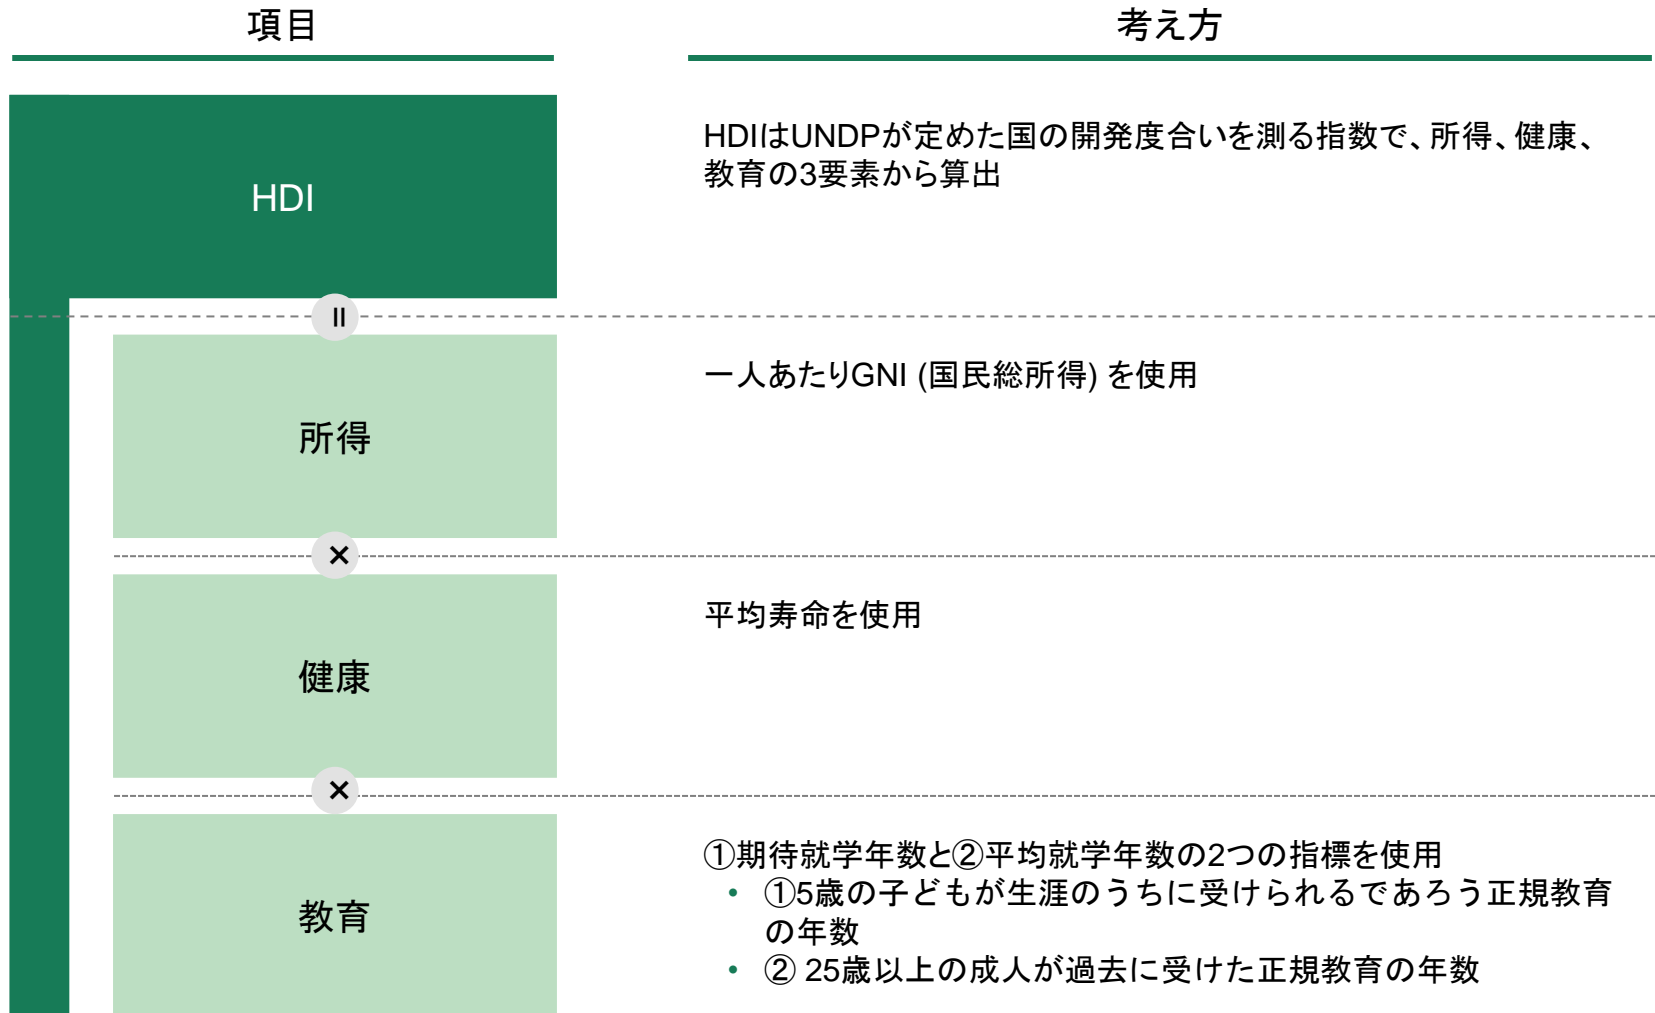 項目
考え方
HDI
HDIはUNDPが定めた国の開発度合いを測る指数で、所得、健康、
教育の3要素から算出
=
所得
一人あたりGNI (国民総所得) を使用
×
健康
平均寿命を使用
×
教育
①期待就学年数と②平均就学年数の2つの指標を使用
• ①5歳の子どもが生涯のうちに受けられるであろう正規教育
の年数
• ② 25歳以上の成人が過去に受けた正規教育の年数